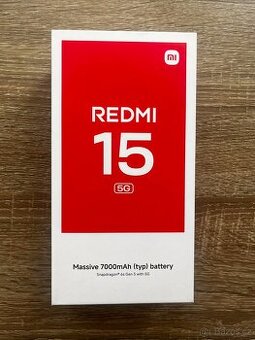 mi
REDMI
15
5G
Massive 7000mAh (typ) battery
Snapdragon® 6s Gen 3 with 5G